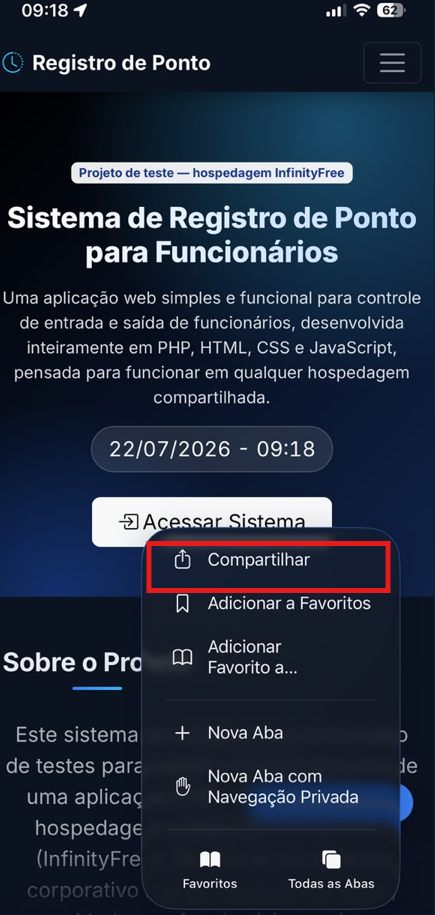 09:18
62
Registro de Ponto
Projeto de teste — hospedagem InfinityFree
Sistema de Registro de Ponto
para Funcionários
Uma aplicação web simples e funcional para controle
de entrada e saída de funcionários, desenvolvida
inteiramente em PHP, HTML, CSS e JavaScript,
pensada para funcionar em qualquer hospedagem
compartilhada.
22/07/2026 - 09:18
Acessar Sistema
Compartilhar
Adicionar a Favoritos
Adicionar
Favorito a...
Nova Aba
Nova Aba com
Navegação Privada
Favoritos
Todas as Abas
Sobre o Pro
Este sistema
de testes para
de
uma aplicaç
hospedage
(InfinityFre
corporativo